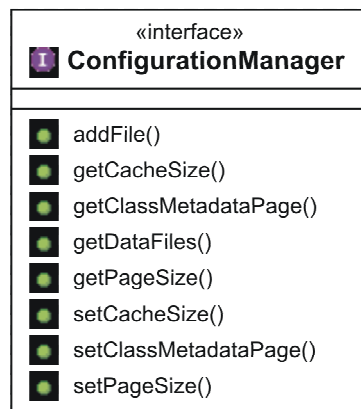 «interface»
I ConfigurationManager
addFile()
getCacheSize()
getClassMetadataPage()
getDataFiles()
getPageSize()
setCacheSize()
setClassMetadataPage()
setPageSize()